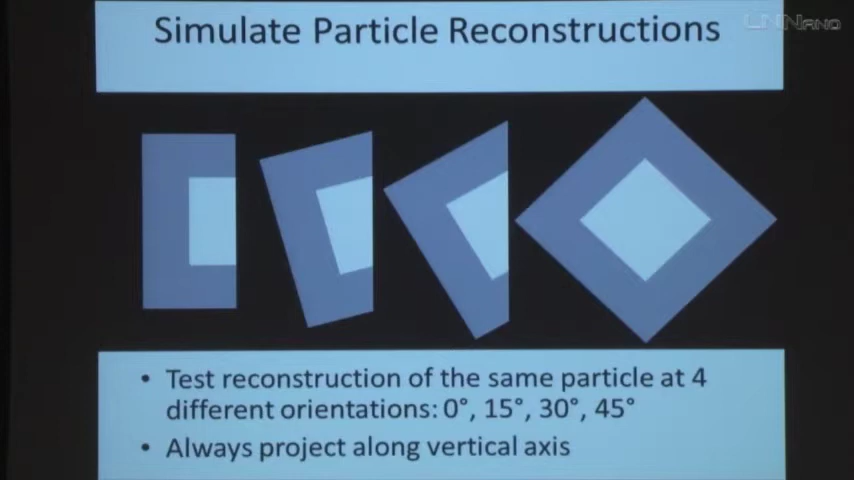 LNNano
Simulate Particle Reconstructions
• Test reconstruction of the same particle at 4
different orientations: 0°, 15°, 30°, 45°
• Always project along vertical axis